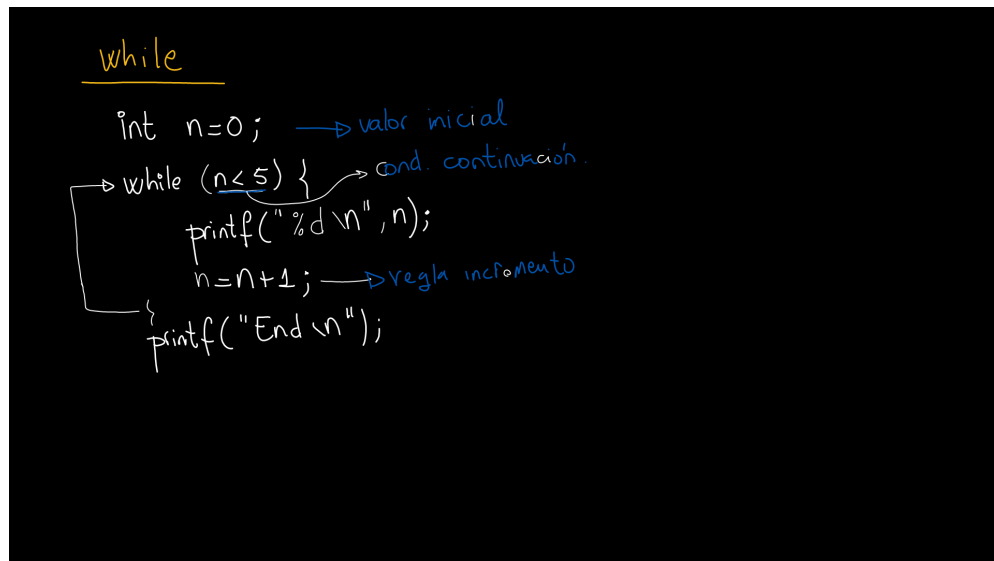 while
int n=0; valor inicial
while (n<5) { cond. continuación.
printf("%d \n", n);
n=n+1; regla incremento
}
printf("End \n");